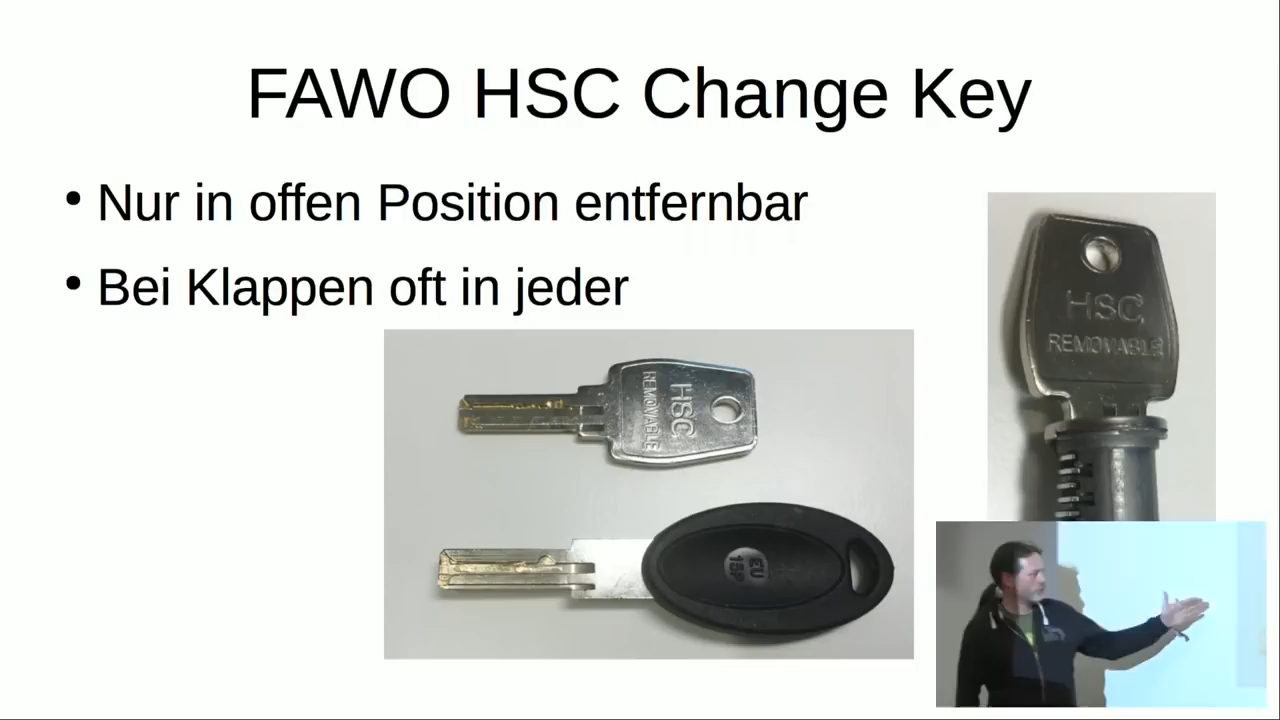 FAWO HSC Change Key
• Nur in offen Position entfernbar
• Bei Klappen oft in jeder
HSC
REMOVABLE
HSC
REMOVABLE
EU
15P